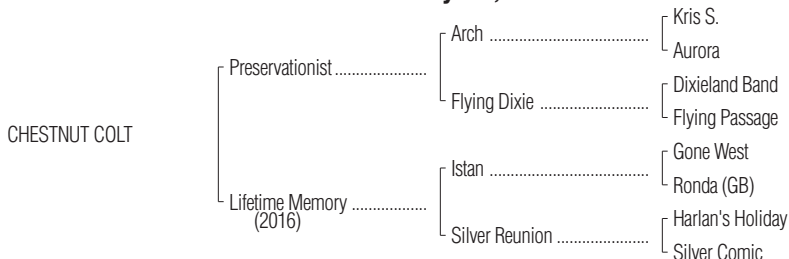 Kris S.
Arch ......................................
Aurora
Preservationist ......................
Dixieland Band
Flying Dixie ..........................
Flying Passage
CHESTNUT COLT
Gone West
Istan ......................................
Ronda (GB)
Lifetime Memory ..................
(2016)
Harlan's Holiday
Silver Reunion ......................
Silver Comic